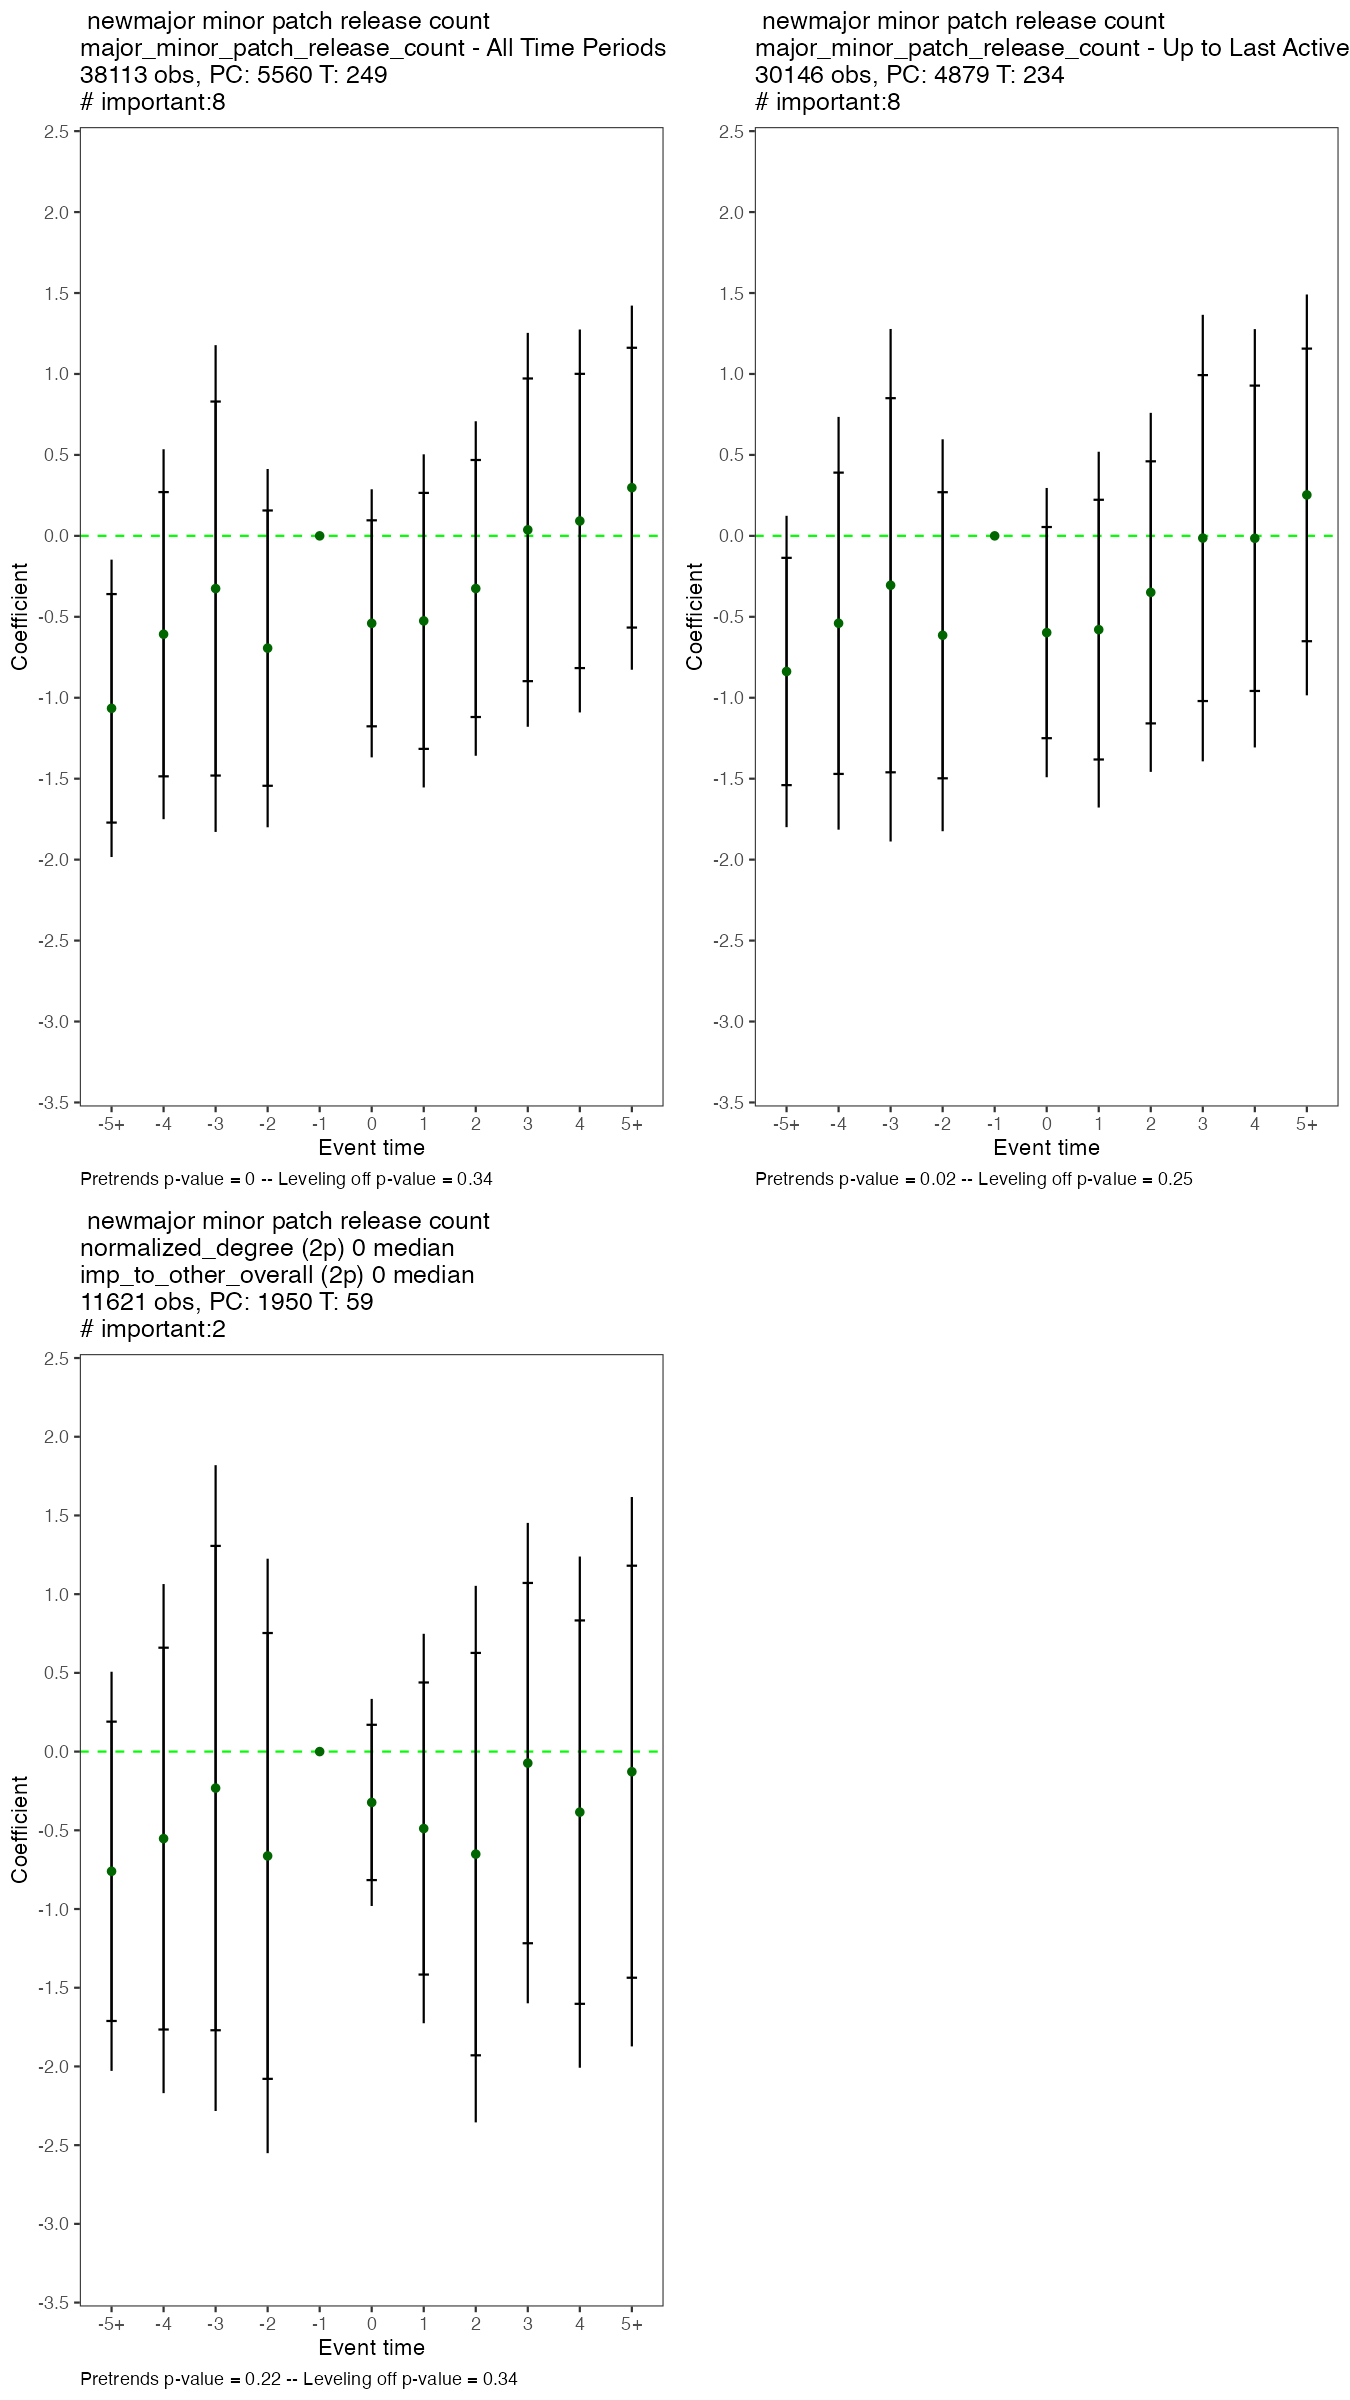 newmajor minor patch release count
major_minor_patch_release_count - All Time Periods
38113 obs, PC: 5560 T: 249
# important:8
2.5
2.0
1.5
1.0
0.5
0.0
-0.5
-1.0
-1.5
-2.0
-2.5
-3.0
-3.5
Coefficient
-5+ -4 -3 -2 -1 0 1 2 3 4 5+
Event time
Pretrends p-value = 0 -- Leveling off p-value = 0.34
newmajor minor patch release count
major_minor_patch_release_count - Up to Last Active
30146 obs, PC: 4879 T: 234
# important:8
2.5
2.0
1.5
1.0
0.5
0.0
-0.5
-1.0
-1.5
-2.0
-2.5
-3.0
-3.5
Coefficient
-5+ -4 -3 -2 -1 0 1 2 3 4 5+
Event time
Pretrends p-value = 0.02 -- Leveling off p-value = 0.25
newmajor minor patch release count
normalized_degree (2p) 0 median
imp_to_other_overall (2p) 0 median
11621 obs, PC: 1950 T: 59
# important:2
2.5
2.0
1.5
1.0
0.5
0.0
-0.5
-1.0
-1.5
-2.0
-2.5
-3.0
-3.5
Coefficient
-5+ -4 -3 -2 -1 0 1 2 3 4 5+
Event time
Pretrends p-value = 0.22 -- Leveling off p-value = 0.34